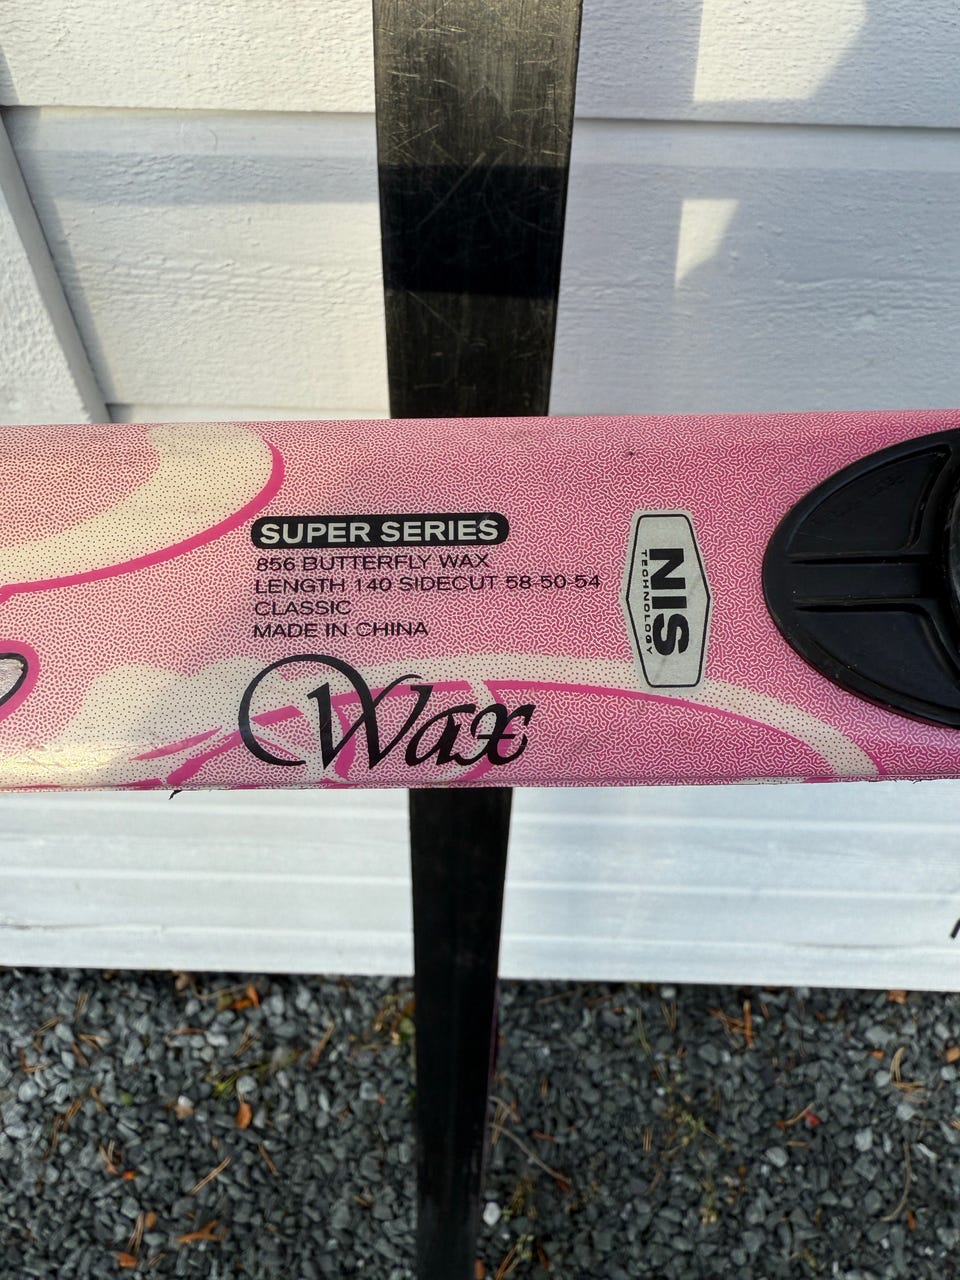 SUPER SERIES
856 BUTTERFLY WAX
LENGTH 140 SIDECUT 58-50-54
CLASSIC
MADE IN CHINA
Wax
NIS
TECHNOLOGY